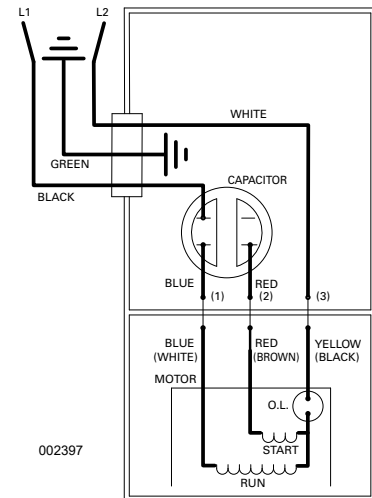 L1
L2
WHITE
GREEN
BLACK
CAPACITOR
BLUE
(1)
RED
(2)
(3)
BLUE
(WHITE)
RED
(BROWN)
YELLOW
(BLACK)
MOTOR
O.L.
START
RUN
002397